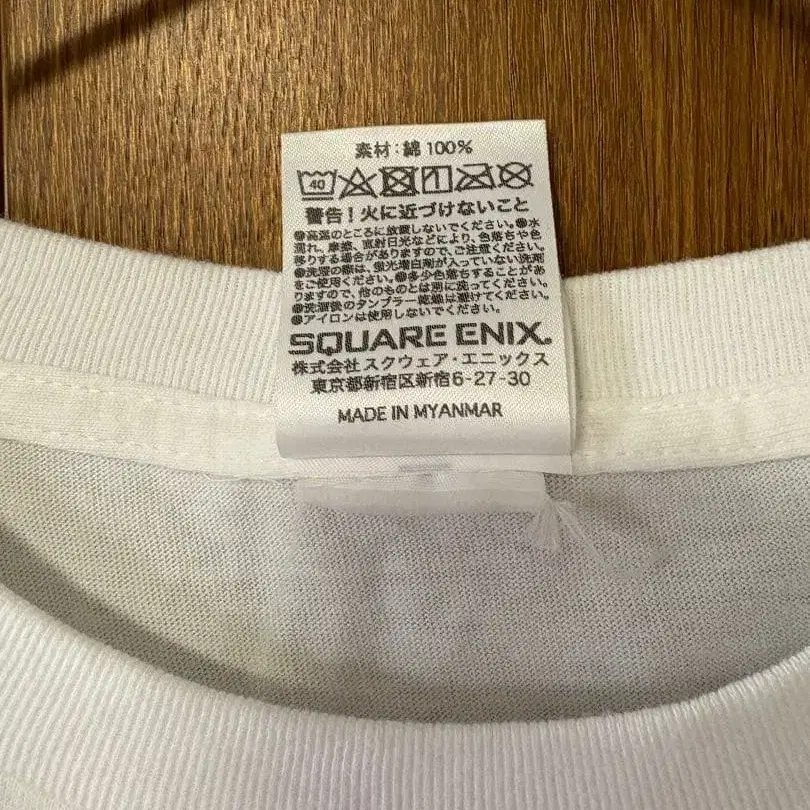 素材：綿 100%
40
警告！火に近づけないこと
●高温のところに放置しないでください。●水
濡れ、摩擦、直射日光などにより、色落ちや色
移りする場合がありますので、ご注意ください。
●洗濯の際は、蛍光増白剤が入っていない洗剤
をご使用ください。●多少色落ちすることがあ
りますので、他のものとは別に洗ってください。
●洗濯後のタンブラー乾燥は避けてください。
●アイロンは使用しないでください。
SQUARE ENIX.
株式会社 スクウェア・エニックス
東京都新宿区新宿6-27-30
MADE IN MYANMAR